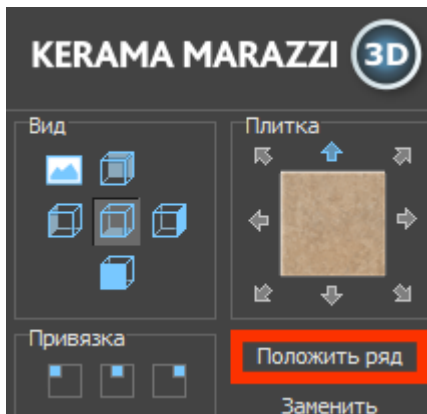 KERAMA MARAZZI 3D
Вид
Плитка
Привязка
Положить ряд
Заменить